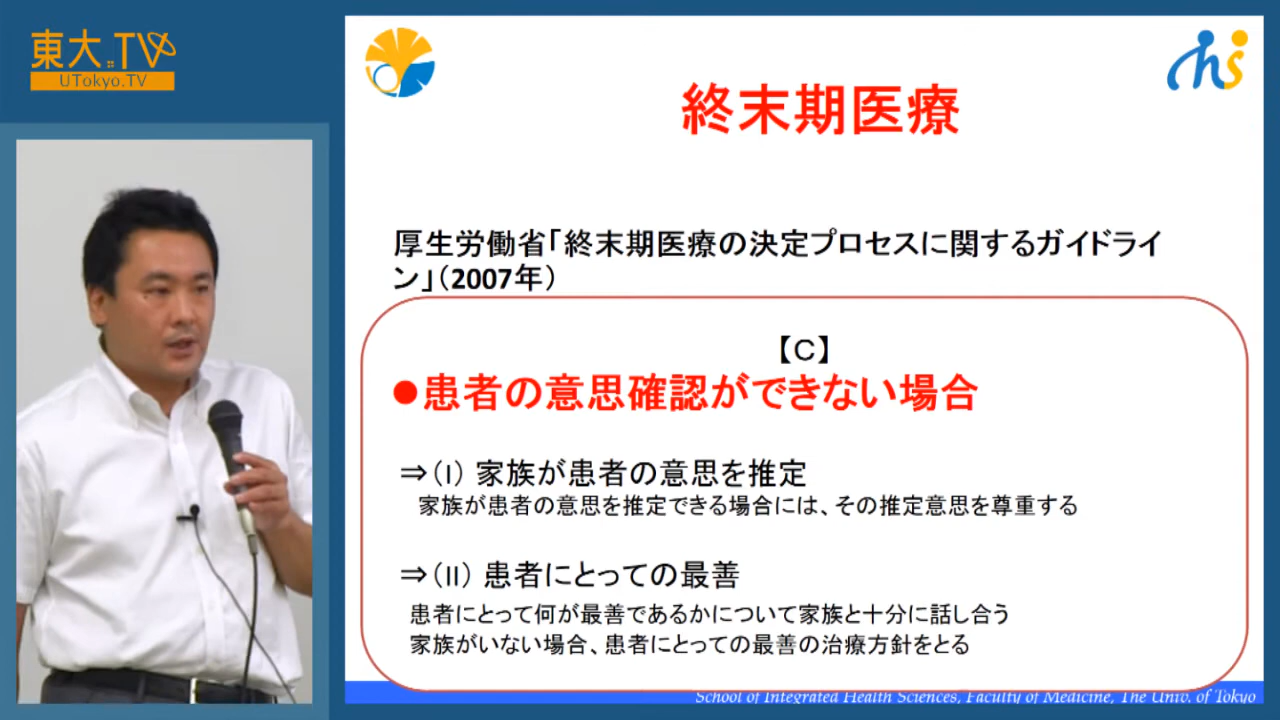 東大.TV
UTokyo.TV
終末期医療
厚生労働省「終末期医療の決定プロセスに関するガイドライ
ン」（2007年）
【C】
●患者の意思確認ができない場合
⇒（I） 家族が患者の意思を推定
家族が患者の意思を推定できる場合には、その推定意思を尊重する
⇒（II） 患者にとっての最善
患者にとって何が最善であるかについて家族と十分に話し合う
家族がいない場合、患者にとっての最善の治療方針をとる
School of Integrated Health Sciences, Faculty of Medicine, The Univ. of Tokyo